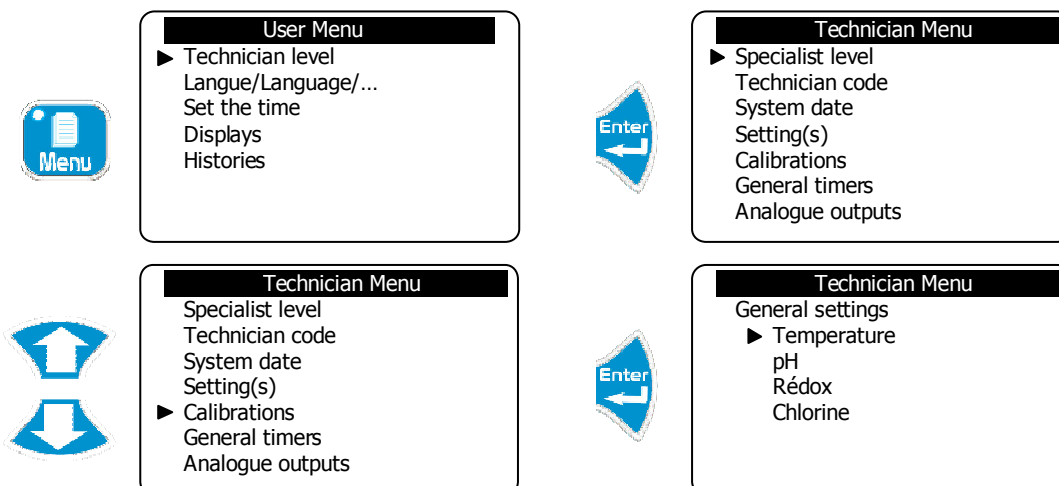 Menu
User Menu
Technician level
Langue/Language/…
Set the time
Displays
Histories
Enter
Technician Menu
Specialist level
Technician code
System date
Setting(s)
Calibrations
General timers
Analogue outputs
Technician Menu
Specialist level
Technician code
System date
Setting(s)
Calibrations
General timers
Analogue outputs
Enter
Technician Menu
General settings
Temperature
pH
Rédox
Chlorine